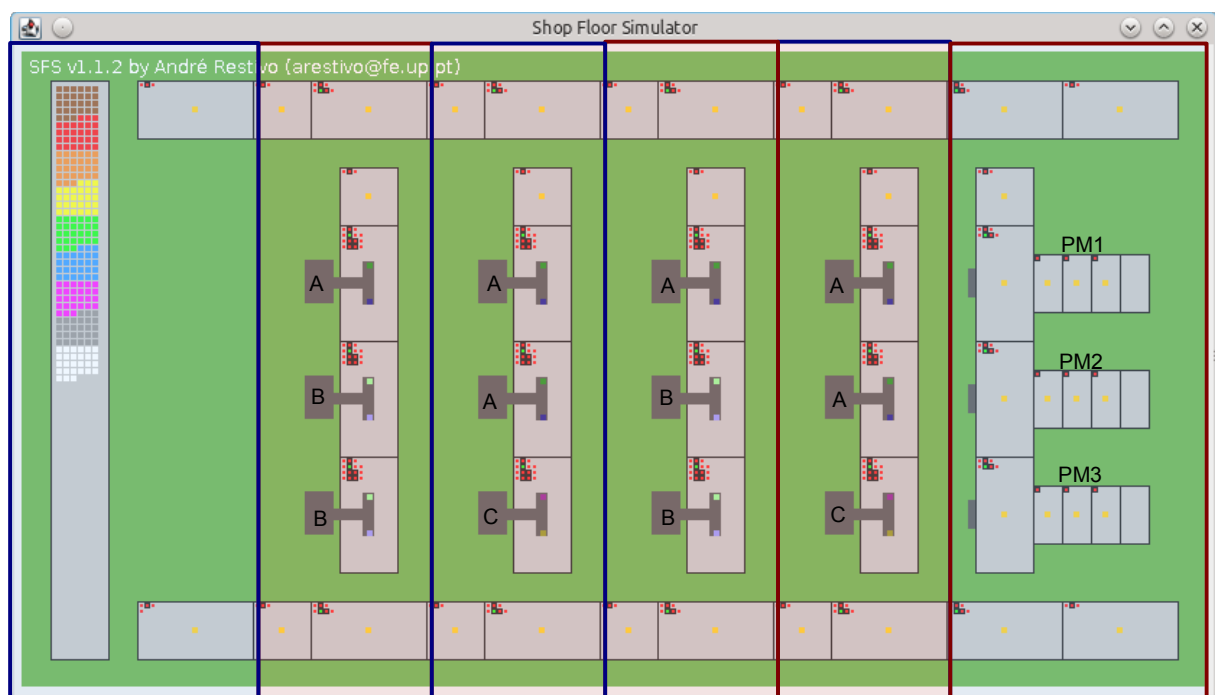 Shop Floor Simulator
SFS v1.1.2 by André Restivo (arestivo@fe.up.pt)
PM1
A A A A
PM2
B A B A
PM3
B C B C